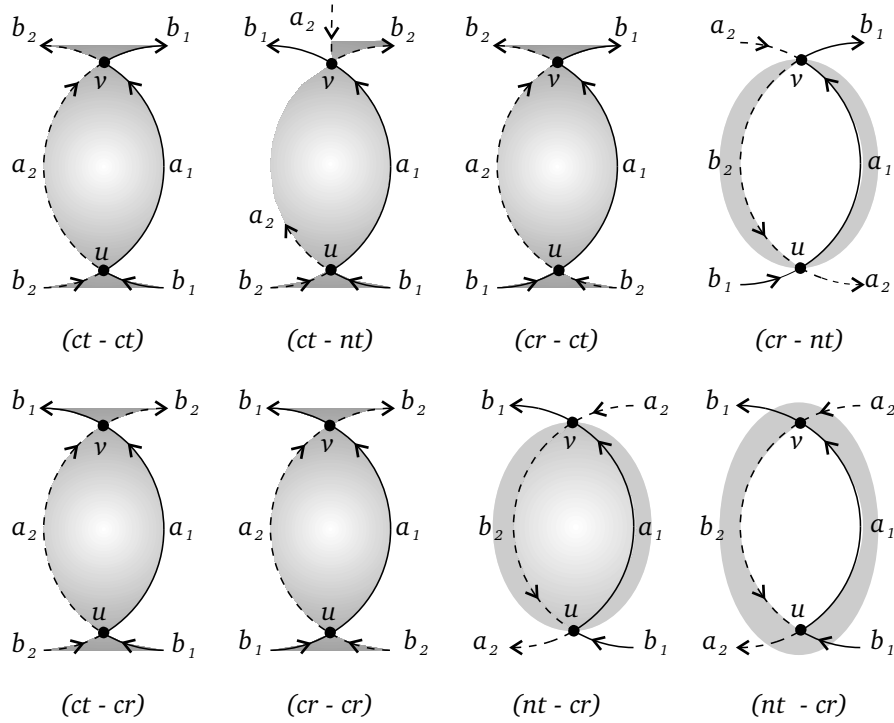 b₂ b₁ a₂ b₁ b₂ b₂ b₁ a₂ b₁
v v v v
a₂ a₁ a₁ a₂ a₁ b₂ a₁
a₂
u u u u
b₂ b₁ b₂ b₁ b₁ b₂ b₁ a₂
(ct - ct) (ct - nt) (cr - ct) (cr - nt)
b₁ b₂ b₁ b₂ b₁ a₂ b₁ a₂
v v v v
a₂ a₁ a₂ a₁ b₂ a₁ b₂ a₁
u u u u
b₂ b₁ b₁ b₂ a₂ b₁ a₂ b₁
(ct - cr) (cr - cr) (nt - cr) (nt - cr)